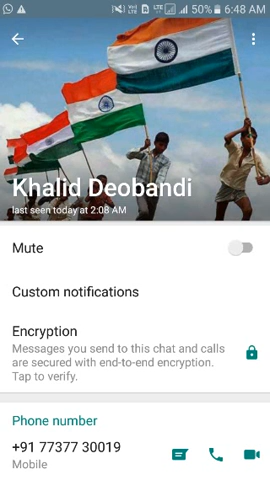 50% 6:48 AM
Khalid Deobandi
last seen today at 2:08 AM
Mute
Custom notifications
Encryption
Messages you send to this chat and calls
are secured with end-to-end encryption.
Tap to verify.
Phone number
+91 77377 30019
Mobile